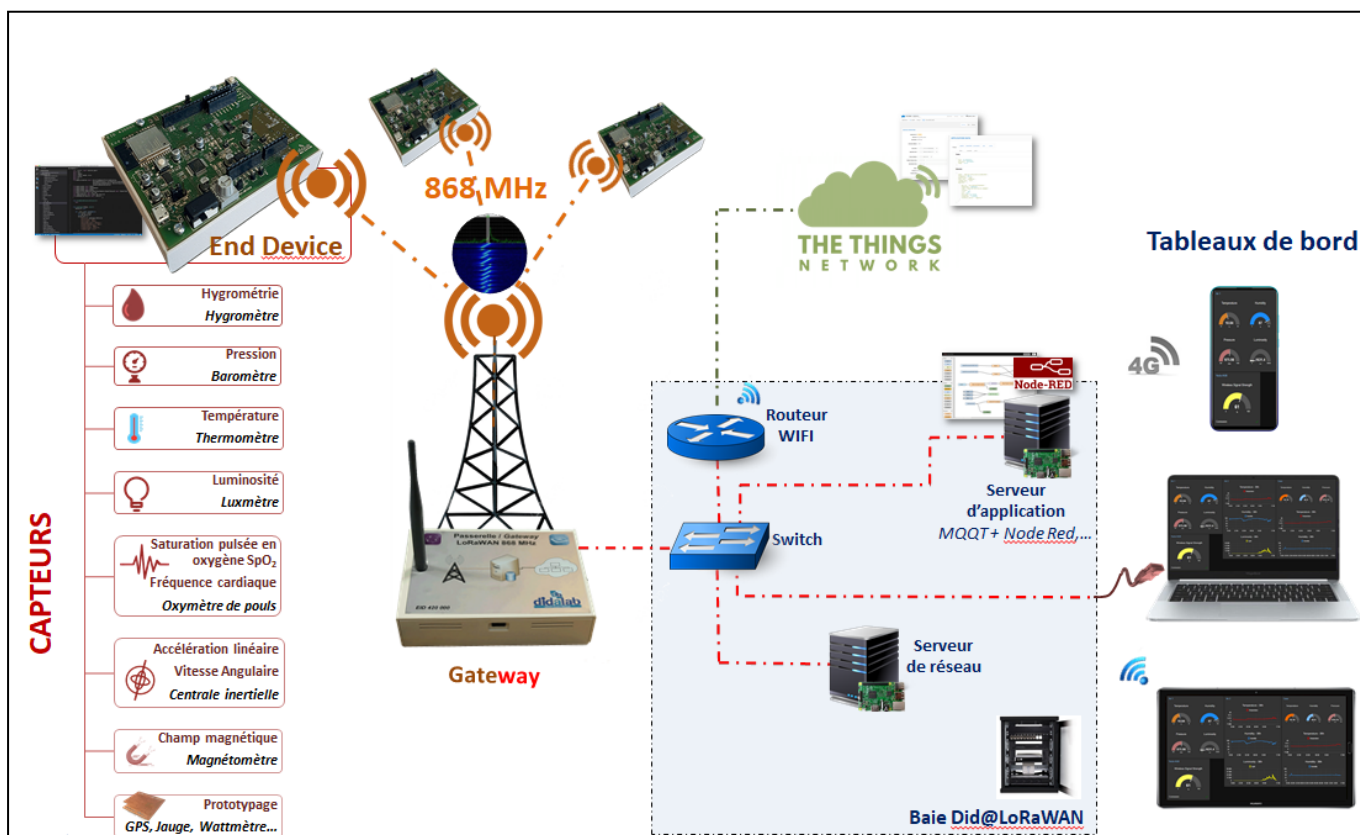 868 MHz
End Device
CAPTEURS
Hygrométrie
Hygromètre
Pression
Baromètre
Température
Thermomètre
Luminosité
Luxmètre
Saturation pulsée en
oxygène SpO₂
Fréquence cardiaque
Oxymètre de pouls
Accélération linéaire
Vitesse Angulaire
Centrale inertielle
Champ magnétique
Magnétomètre
Prototypage
GPS, Jauge, Wattmètre...
Passerelle / Gateway
LoRaWAN 868 MHz
didalab
Gateway
THE THINGS
NETWORK
Routeur
WIFI
Switch
Node-RED
Serveur
d'application
MQQT + Node Red,...
Serveur
de réseau
Baie Did@LoRaWAN
Tableaux de bord
4G